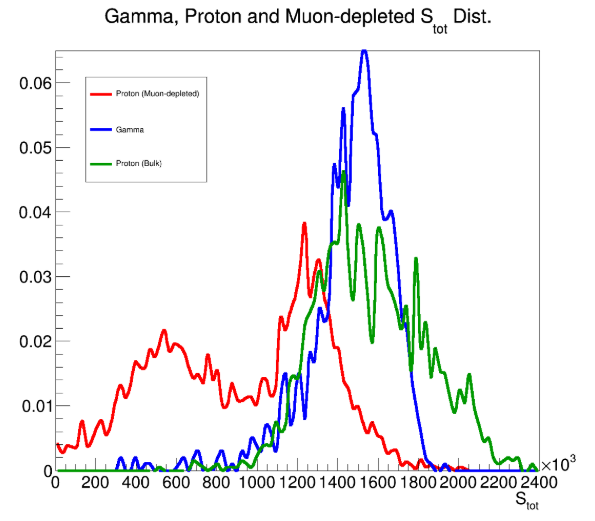 Gamma, Proton and Muon-depleted S_tot Dist.
0.06
Proton (Muon-depleted)
Gamma
0.05
Proton (Bulk)
0.04
0.03
0.02
0.01
0
0 200 400 600 800 1000 1200 1400 1600 1800 2000 2200 2400 ×10³
S_tot